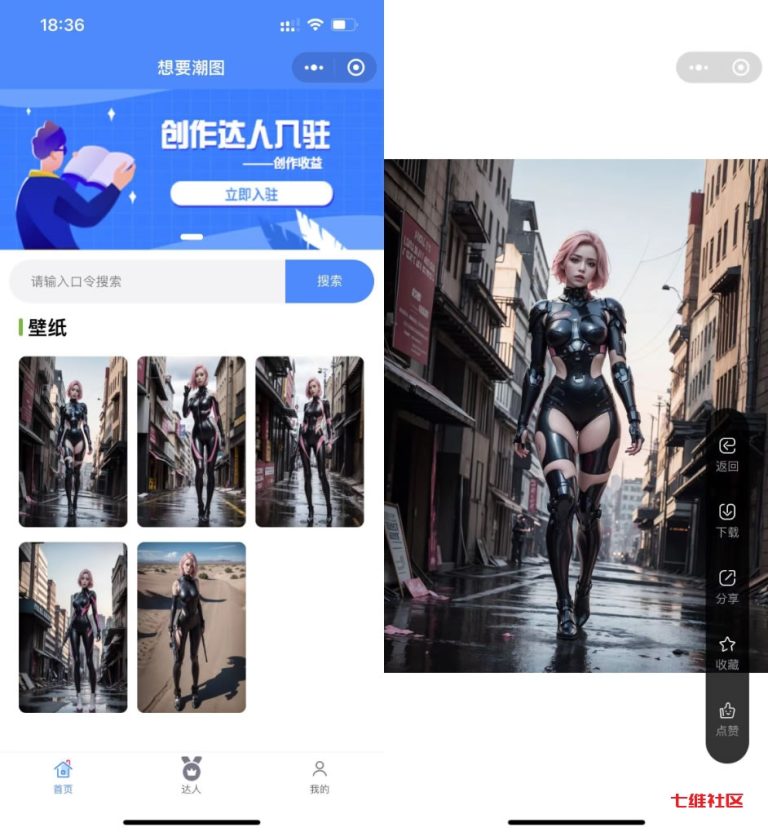 18:36
想要潮图
创作达人入驻
——创作收益
立即入驻
请输入口令搜索
搜索
壁纸
首页
达人
我的
返回
下载
分享
收藏
点赞
七维社区